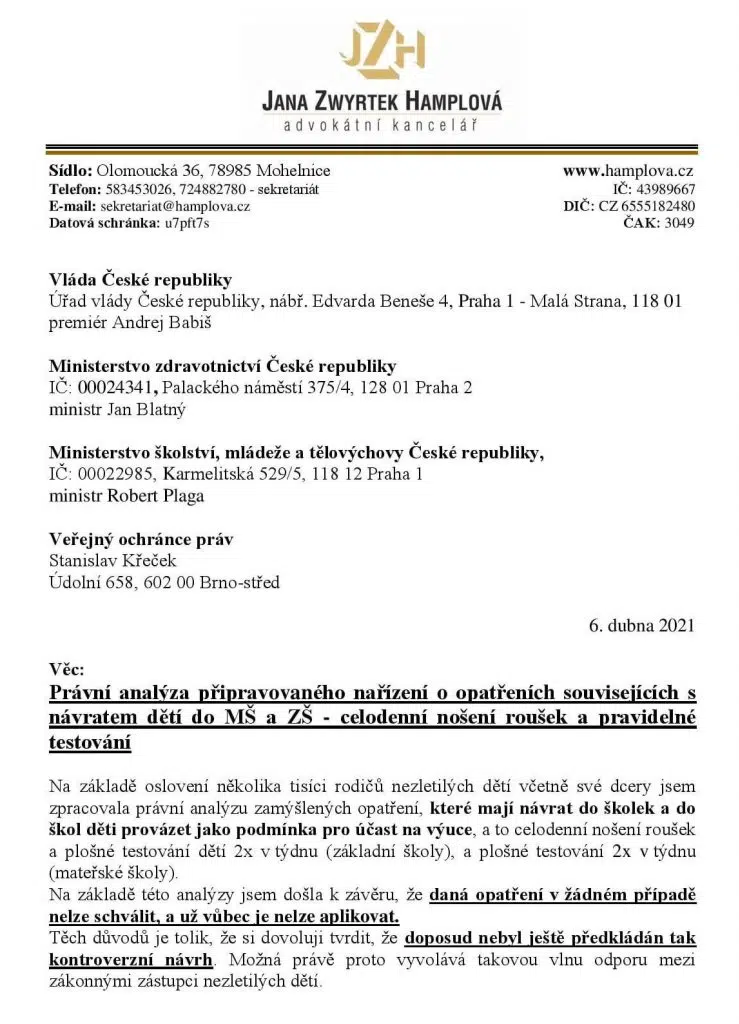 JZH
JANA ZWYRTEK HAMPLOVÁ
advokátní kancelář
Sídlo: Olomoucká 36, 78985 Mohelnice
www.hamplova.cz
Telefon: 583453026, 724882780 - sekretariát
IČ: 43989667
E-mail: sekretariat@hamplova.cz
DIČ: CZ 6555182480
Datová schránka: u7pft7s
ČAK: 3049
Vláda České republiky
Úřad vlády České republiky, nábř. Edvarda Beneše 4, Praha 1 - Malá Strana, 118 01
premiér Andrej Babiš
Ministerstvo zdravotnictví České republiky
IČ: 00024341, Palackého náměstí 375/4, 128 01 Praha 2
ministr Jan Blatný
Ministerstvo školství, mládeže a tělovýchovy České republiky,
IČ: 00022985, Karmelitská 529/5, 118 12 Praha 1
ministr Robert Plaga
Veřejný ochránce práv
Stanislav Křeček
Údolní 658, 602 00 Brno-střed
6. dubna 2021
Věc:
Právní analýza připravovaného nařízení o opatřeních souvisejících s
návratem dětí do MŠ a ZŠ - celodenní nošení roušek a pravidelné
testování
Na základě oslovení několika tisíci rodičů nezletilých dětí včetně své dcery jsem
zpracovala právní analýzu zamýšlených opatření, které mají návrat do školek a do
škol děti provázet jako podmínka pro účast na výuce, a to celodenní nošení roušek
a plošné testování dětí 2x v týdnu (základní školy), a plošné testování 2x v týdnu
(mateřské školy).
Na základě této analýzy jsem došla k závěru, že daná opatření v žádném případě
nelze schválit, a už vůbec je nelze aplikovat.
Těch důvodů je tolik, že si dovoluji tvrdit, že doposud nebyl ještě předkládán tak
kontroverzní návrh. Možná právě proto vyvolává takovou vlnu odporu mezi
zákonnými zástupci nezletilých dětí.